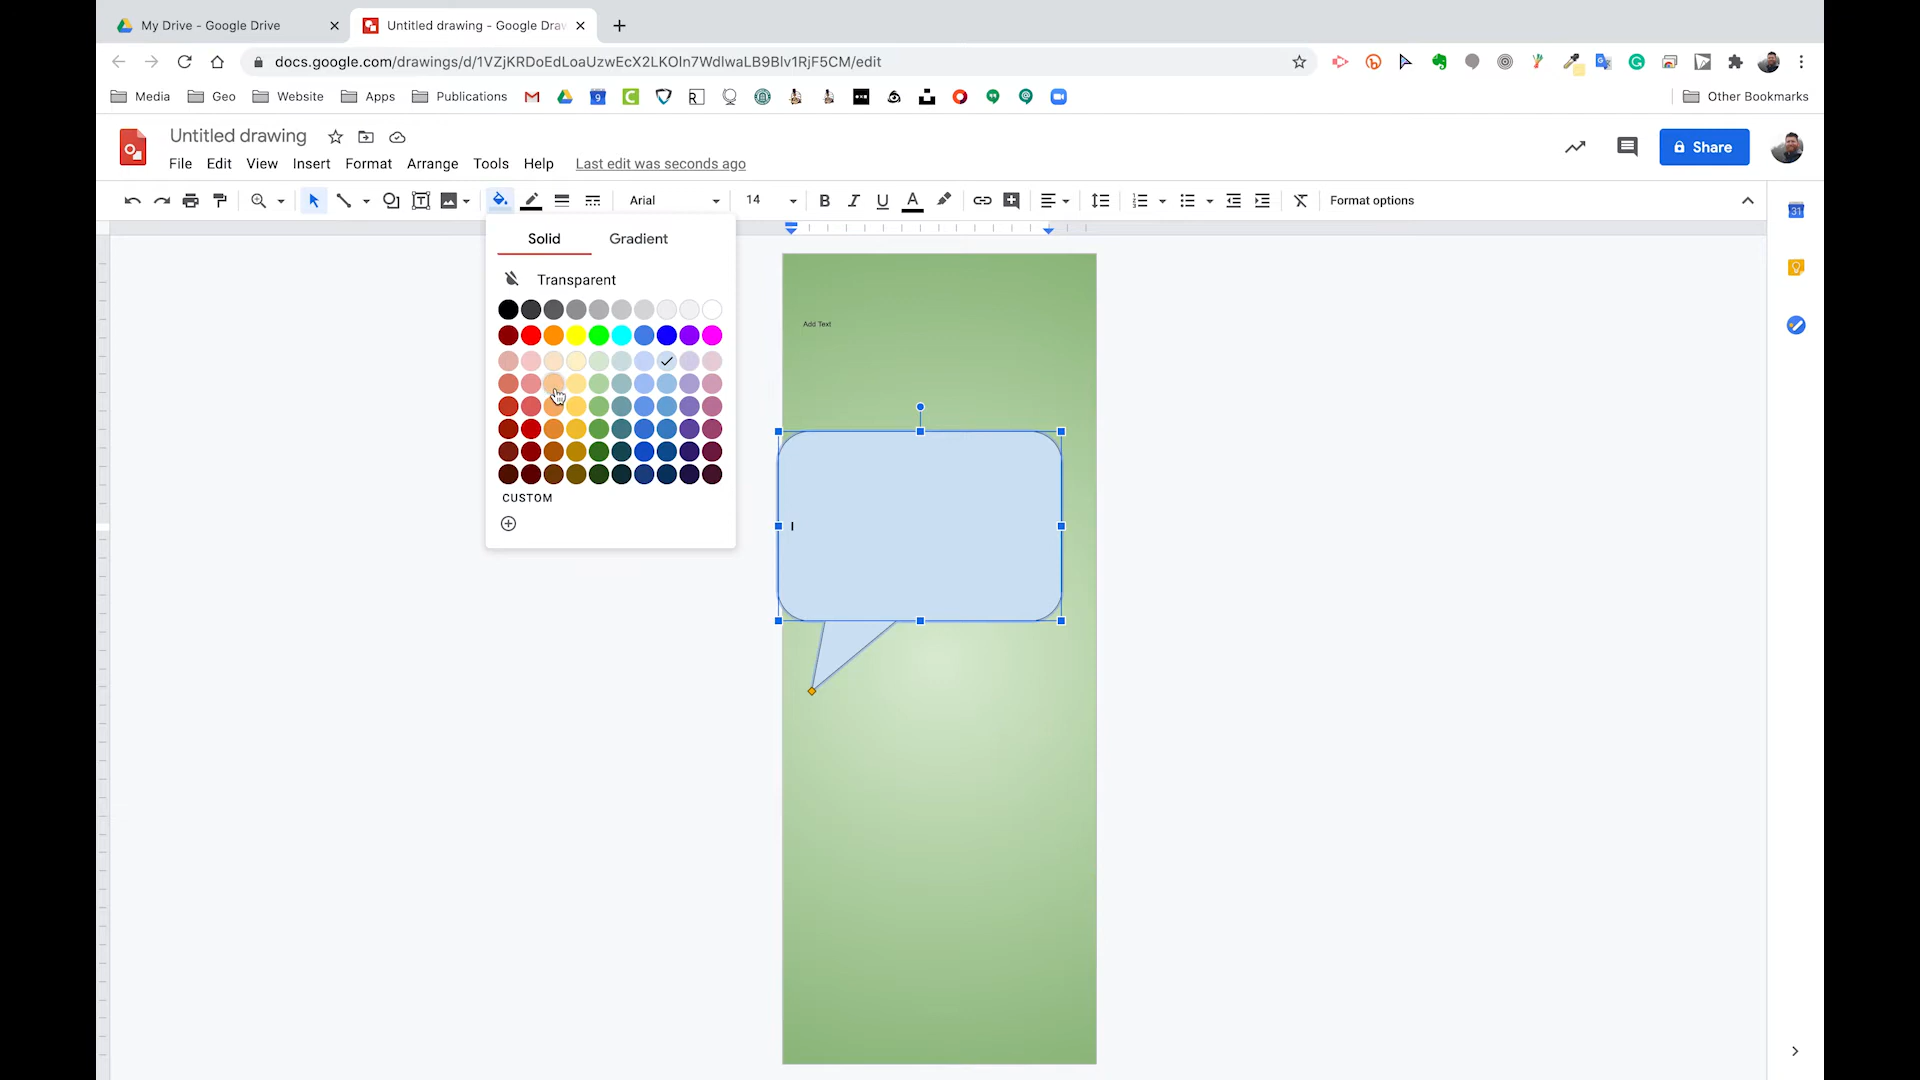 My Drive - Google Drive
Untitled drawing - Google Draw
docs.google.com/drawings/d/1VZjKRDoEdLoaUzwEcX2LKOln7WdlwaLB9Blv1RjF5CM/edit
Media Geo Website Apps Publications Other Bookmarks
Untitled drawing
File Edit View Insert Format Arrange Tools Help Last edit was seconds ago
Share
Arial 14 B I U A Format options
Solid Gradient
Transparent
CUSTOM
Add Text